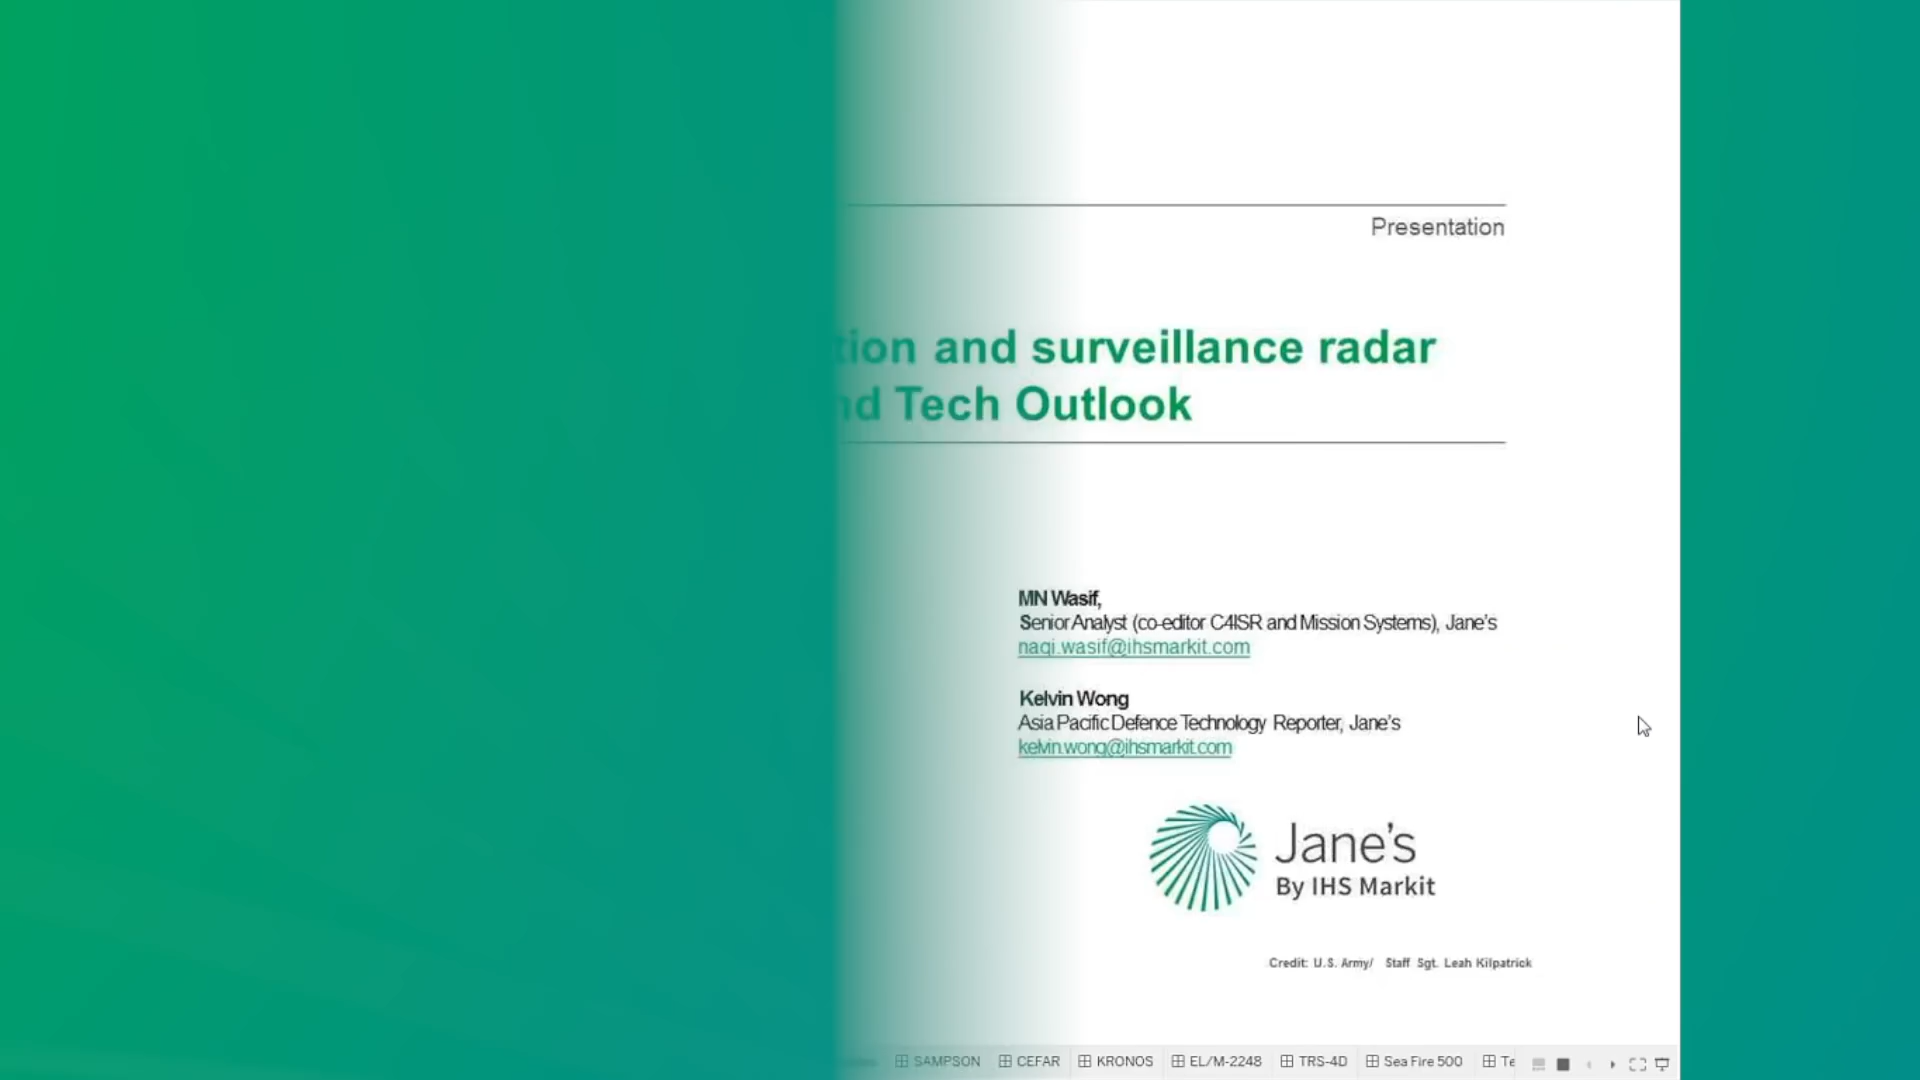 Presentation
tion and surveillance radar
nd Tech Outlook
MN Wasif,
Senior Analyst (co-editor C4ISR and Mission Systems), Jane's
naqi.wasif@ihsmarkit.com
Kelvin Wong
Asia Pacific Defence Technology Reporter, Jane's
kelvin.wong@ihsmarkit.com
Jane's
By IHS Markit
Credit: U.S. Army/ Staff Sgt. Leah Kilpatrick
SAMPSON CEFAR KRONOS EL/M-2248 TRS-4D Sea Fire 500 Te